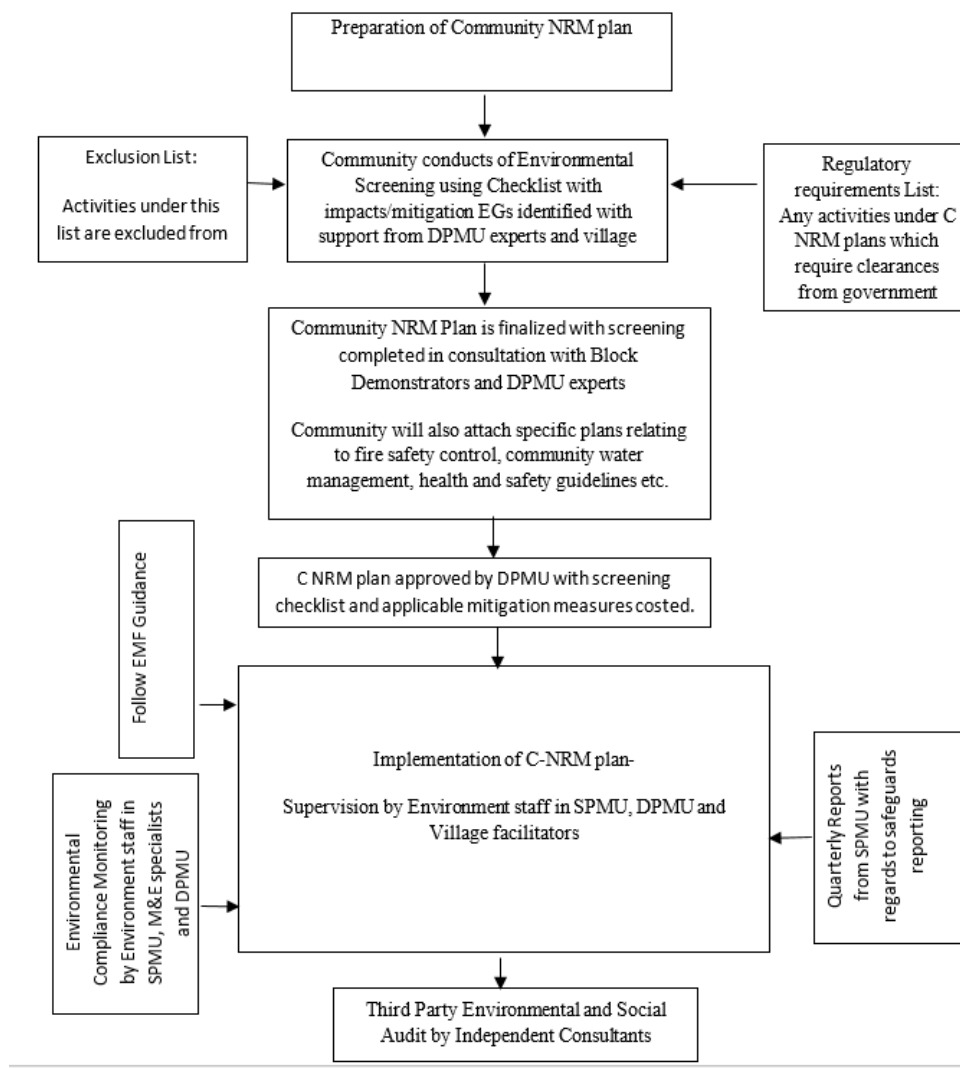 Preparation of Community NRM plan
Exclusion List:
Activities under this
list are excluded from
Community conducts of Environmental
Screening using Checklist with
impacts/mitigation EGs identified with
support from DPMU experts and village
Regulatory
requirements List:
Any activities under C
NRM plans which
require clearances
from government
Community NRM Plan is finalized with screening
completed in consultation with Block
Demonstrators and DPMU experts
Community will also attach specific plans relating
to fire safety control, community water
management, health and safety guidelines etc.
C NRM plan approved by DPMU with screening
checklist and applicable mitigation measures costed.
Follow EMF Guidance
Implementation of C-NRM plan-
Supervision by Environment staff in SPMU, DPMU and
Village facilitators
Environmental
Compliance Monitoring
by Environment staff in
SPMU, M&E specialists
and DPMU
Quarterly Reports
from SPMU with
regards to safeguards
reporting
Third Party Environmental and Social
Audit by Independent Consultants